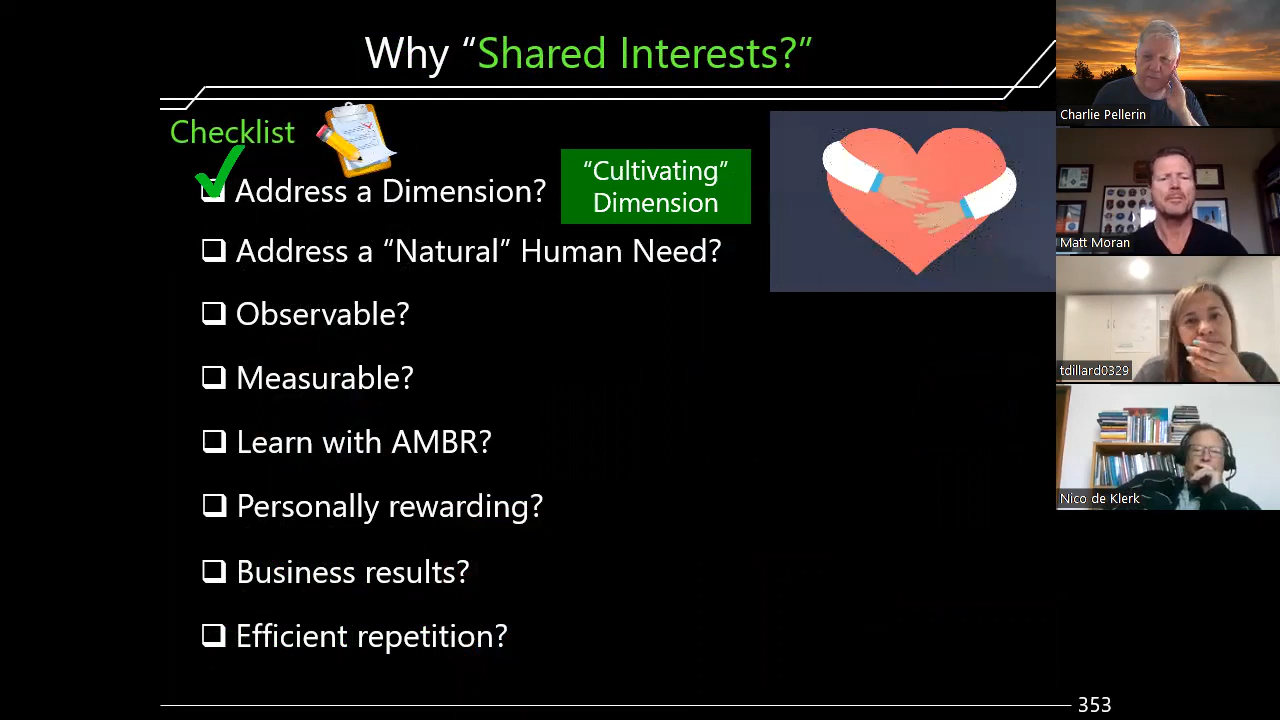 Why “Shared Interests?”
Checklist
Address a Dimension?
“Cultivating”
Dimension
Address a “Natural” Human Need?
Observable?
Measurable?
Learn with AMBR?
Personally rewarding?
Business results?
Efficient repetition?
353
Charlie Pellerin
Matt Moran
tdillard0329
Nico de Klerk